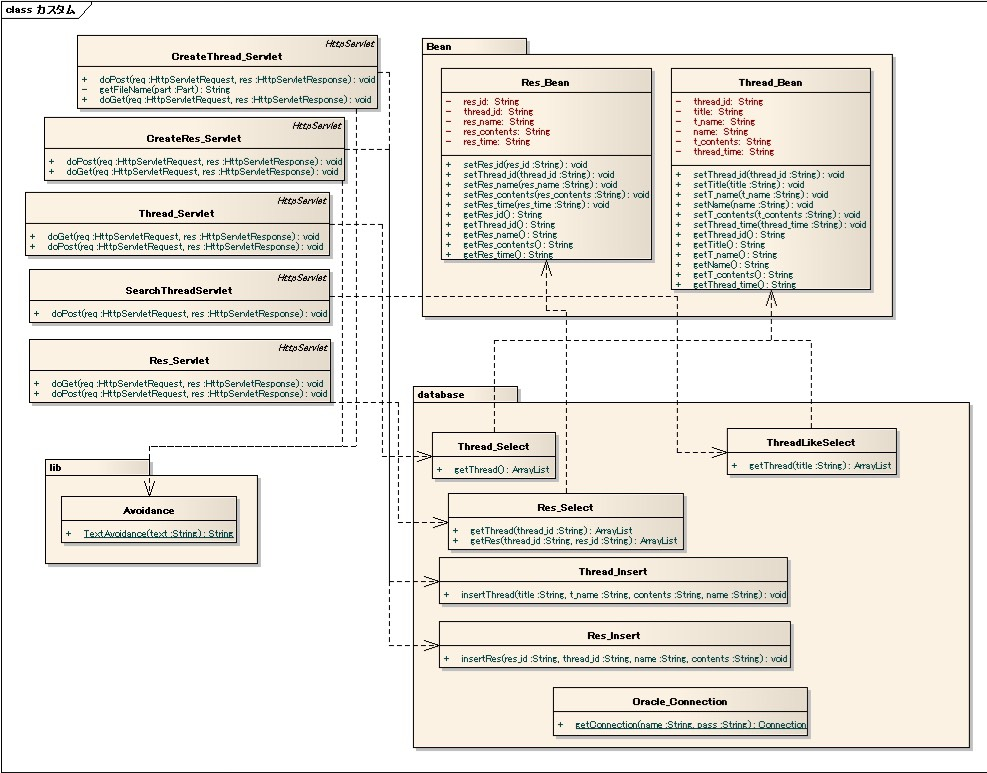 class カスタム
HttpServlet
CreateThread_Servlet
+ doPost(req :HttpServletRequest, res :HttpServletResponse) : void
- getFileName(part :Part) : String
+ doGet(req :HttpServletRequest, res :HttpServletResponse) : void
HttpServlet
CreateRes_Servlet
+ doPost(req :HttpServletRequest, res :HttpServletResponse) : void
+ doGet(req :HttpServletRequest, res :HttpServletResponse) : void
HttpServlet
Thread_Servlet
+ doGet(req :HttpServletRequest, res :HttpServletResponse) : void
+ doPost(req :HttpServletRequest, res :HttpServletResponse) : void
HttpServlet
SearchThreadServlet
+ doPost(req :HttpServletRequest, res :HttpServletResponse) : void
HttpServlet
Res_Servlet
+ doGet(req :HttpServletRequest, res :HttpServletResponse) : void
+ doPost(req :HttpServletRequest, res :HttpServletResponse) : void
lib
Avoidance
+ TextAvoidance(text :String) : String
Bean
Res_Bean
- res_id: String
- thread_id: String
- res_name: String
- res_contents: String
- res_time: String
+ setRes_id(res_id :String) : void
+ setThread_id(thread_id :String) : void
+ setRes_name(res_name :String) : void
+ setRes_contents(res_contents :String) : void
+ setRes_time(res_time :String) : void
+ getRes_id() : String
+ getThread_id() : String
+ getRes_name() : String
+ getRes_contents() : String
+ getRes_time() : String
Thread_Bean
- thread_id: String
- title: String
- t_name: String
- name: String
- t_contents: String
- thread_time: String
+ setThread_id(thread_id :String) : void
+ setTitle(title :String) : void
+ setT_name(t_name :String) : void
+ setName(name :String) : void
+ setT_contents(t_contents :String) : void
+ setThread_time(thread_time :String) : void
+ getThread_id() : String
+ getTitle() : String
+ getT_name() : String
+ getName() : String
+ getT_contents() : String
+ getThread_time() : String
database
Thread_Select
+ getThread() : ArrayList
ThreadLikeSelect
+ getThread(title :String) : ArrayList
Res_Select
+ getThread(thread_id :String) : ArrayList
+ getRes(thread_id :String, res_id :String) : ArrayList
Thread_Insert
+ insertThread(title :String, t_name :String, contents :String, name :String) : void
Res_Insert
+ insertRes(res_id :String, thread_id :String, name :String, contents :String) : void
Oracle_Connection
+ getConnection(name :String, pass :String) : Connection